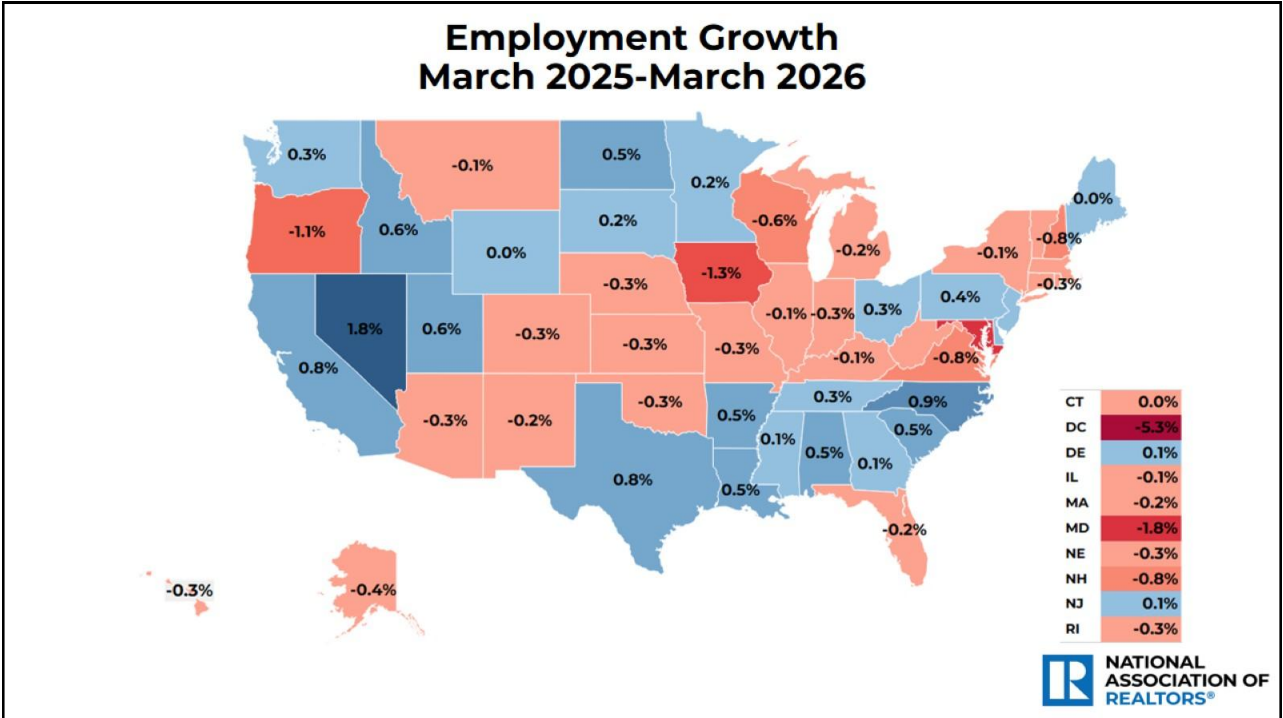 Employment Growth
March 2025-March 2026
0.3%
-0.1%
0.5%
0.2%
0.0%
-1.1%
0.6%
0.0%
0.2%
-0.6%
-0.2%
-0.1%
-0.8%
-0.3%
-1.3%
-0.3%
0.8%
1.8%
0.6%
-0.3%
-0.3%
-0.3%
-0.1%
-0.3%
0.3%
0.4%
-0.1%
-0.8%
-0.3%
-0.2%
-0.3%
0.5%
0.3%
0.9%
0.5%
0.8%
0.5%
0.1%
0.5%
0.1%
-0.2%
-0.3%
-0.4%
CT 0.0%
DC -5.3%
DE 0.1%
IL -0.1%
MA -0.2%
MD -1.8%
NE -0.3%
NH -0.8%
NJ 0.1%
RI -0.3%
R
NATIONAL
ASSOCIATION OF
REALTORS®